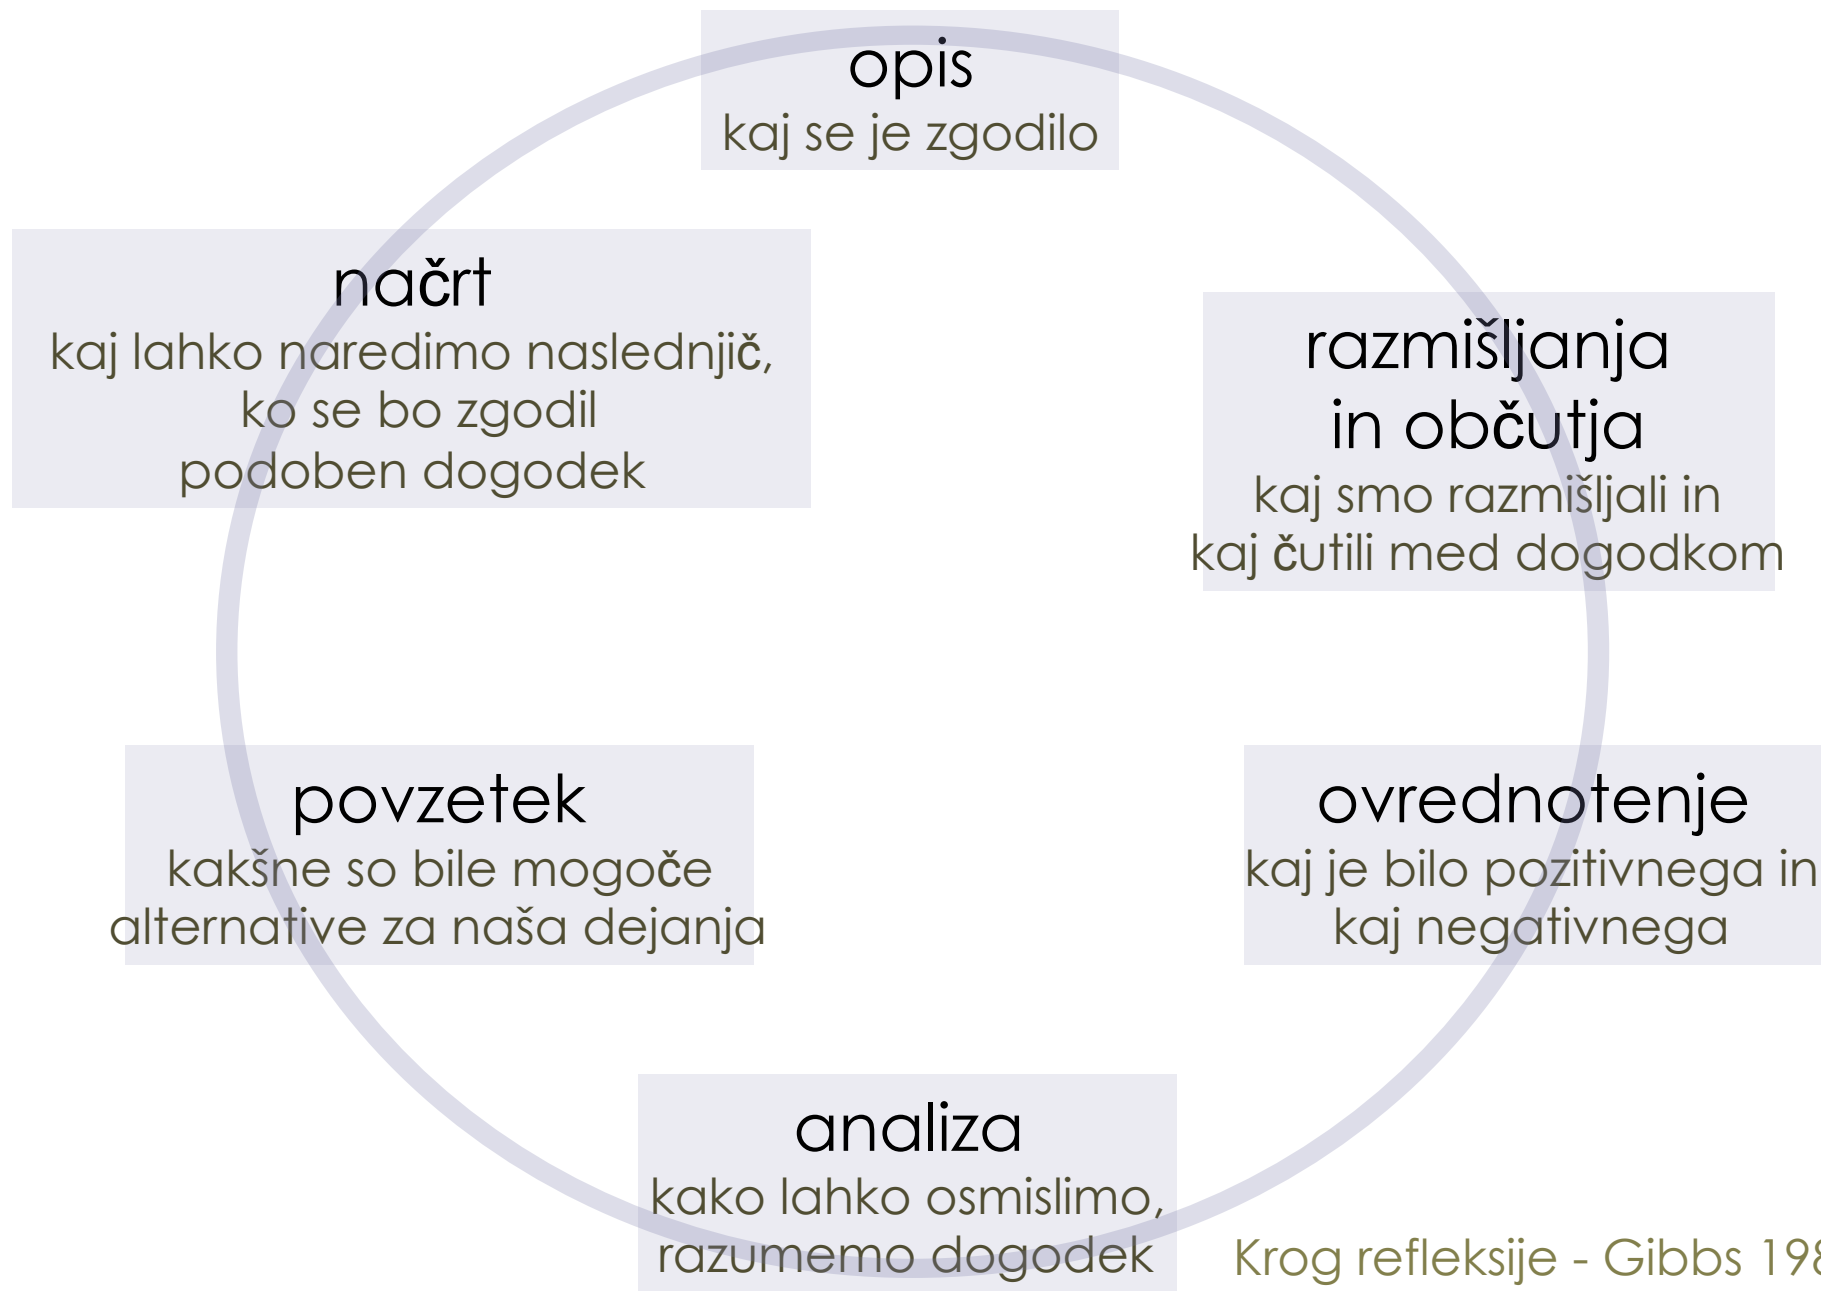 opis
kaj se je zgodilo
razmišljanja
in občutja
kaj smo razmišljali in
kaj čutili med dogodkom
ovrednotenje
kaj je bilo pozitivnega in
kaj negativnega
analiza
kako lahko osmislimo,
razumemo dogodek
povzetek
kakšne so bile mogoče
alternative za naša dejanja
načrt
kaj lahko naredimo naslednjič,
ko se bo zgodil
podoben dogodek
Krog refleksije - Gibbs 198